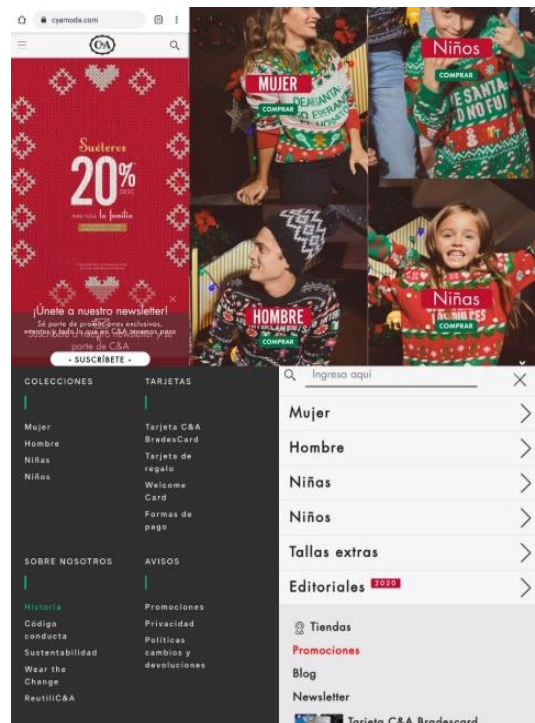 cyamoda.com
C&A
Suéteres
20%
DESC
PARA TODA la familia
¡Únete a nuestro newsletter!
Sé parte de promociones exclusivas,
parte de C&A
• SUSCRÍBETE •
MUJER
COMPRAR
Niños
COMPRAR
HOMBRE
COMPRAR
Niñas
COMPRAR
COLECCIONES
Mujer
Hombre
Niñas
Niños
TARJETAS
Tarjeta C&A
BradesCard
Tarjeta de
regalo
Welcome
Card
Formas de
pago
SOBRE NOSOTROS
Historia
Código
conducta
Sustentabilidad
Wear the
Change
ReutiliC&A
AVISOS
Promociones
Privacidad
Políticas
cambios y
devoluciones
Ingresa aquí
Mujer
Hombre
Niñas
Niños
Tallas extras
Editoriales 2020
Tiendas
Promociones
Blog
Newsletter
Tarjeta C&A Bradescard